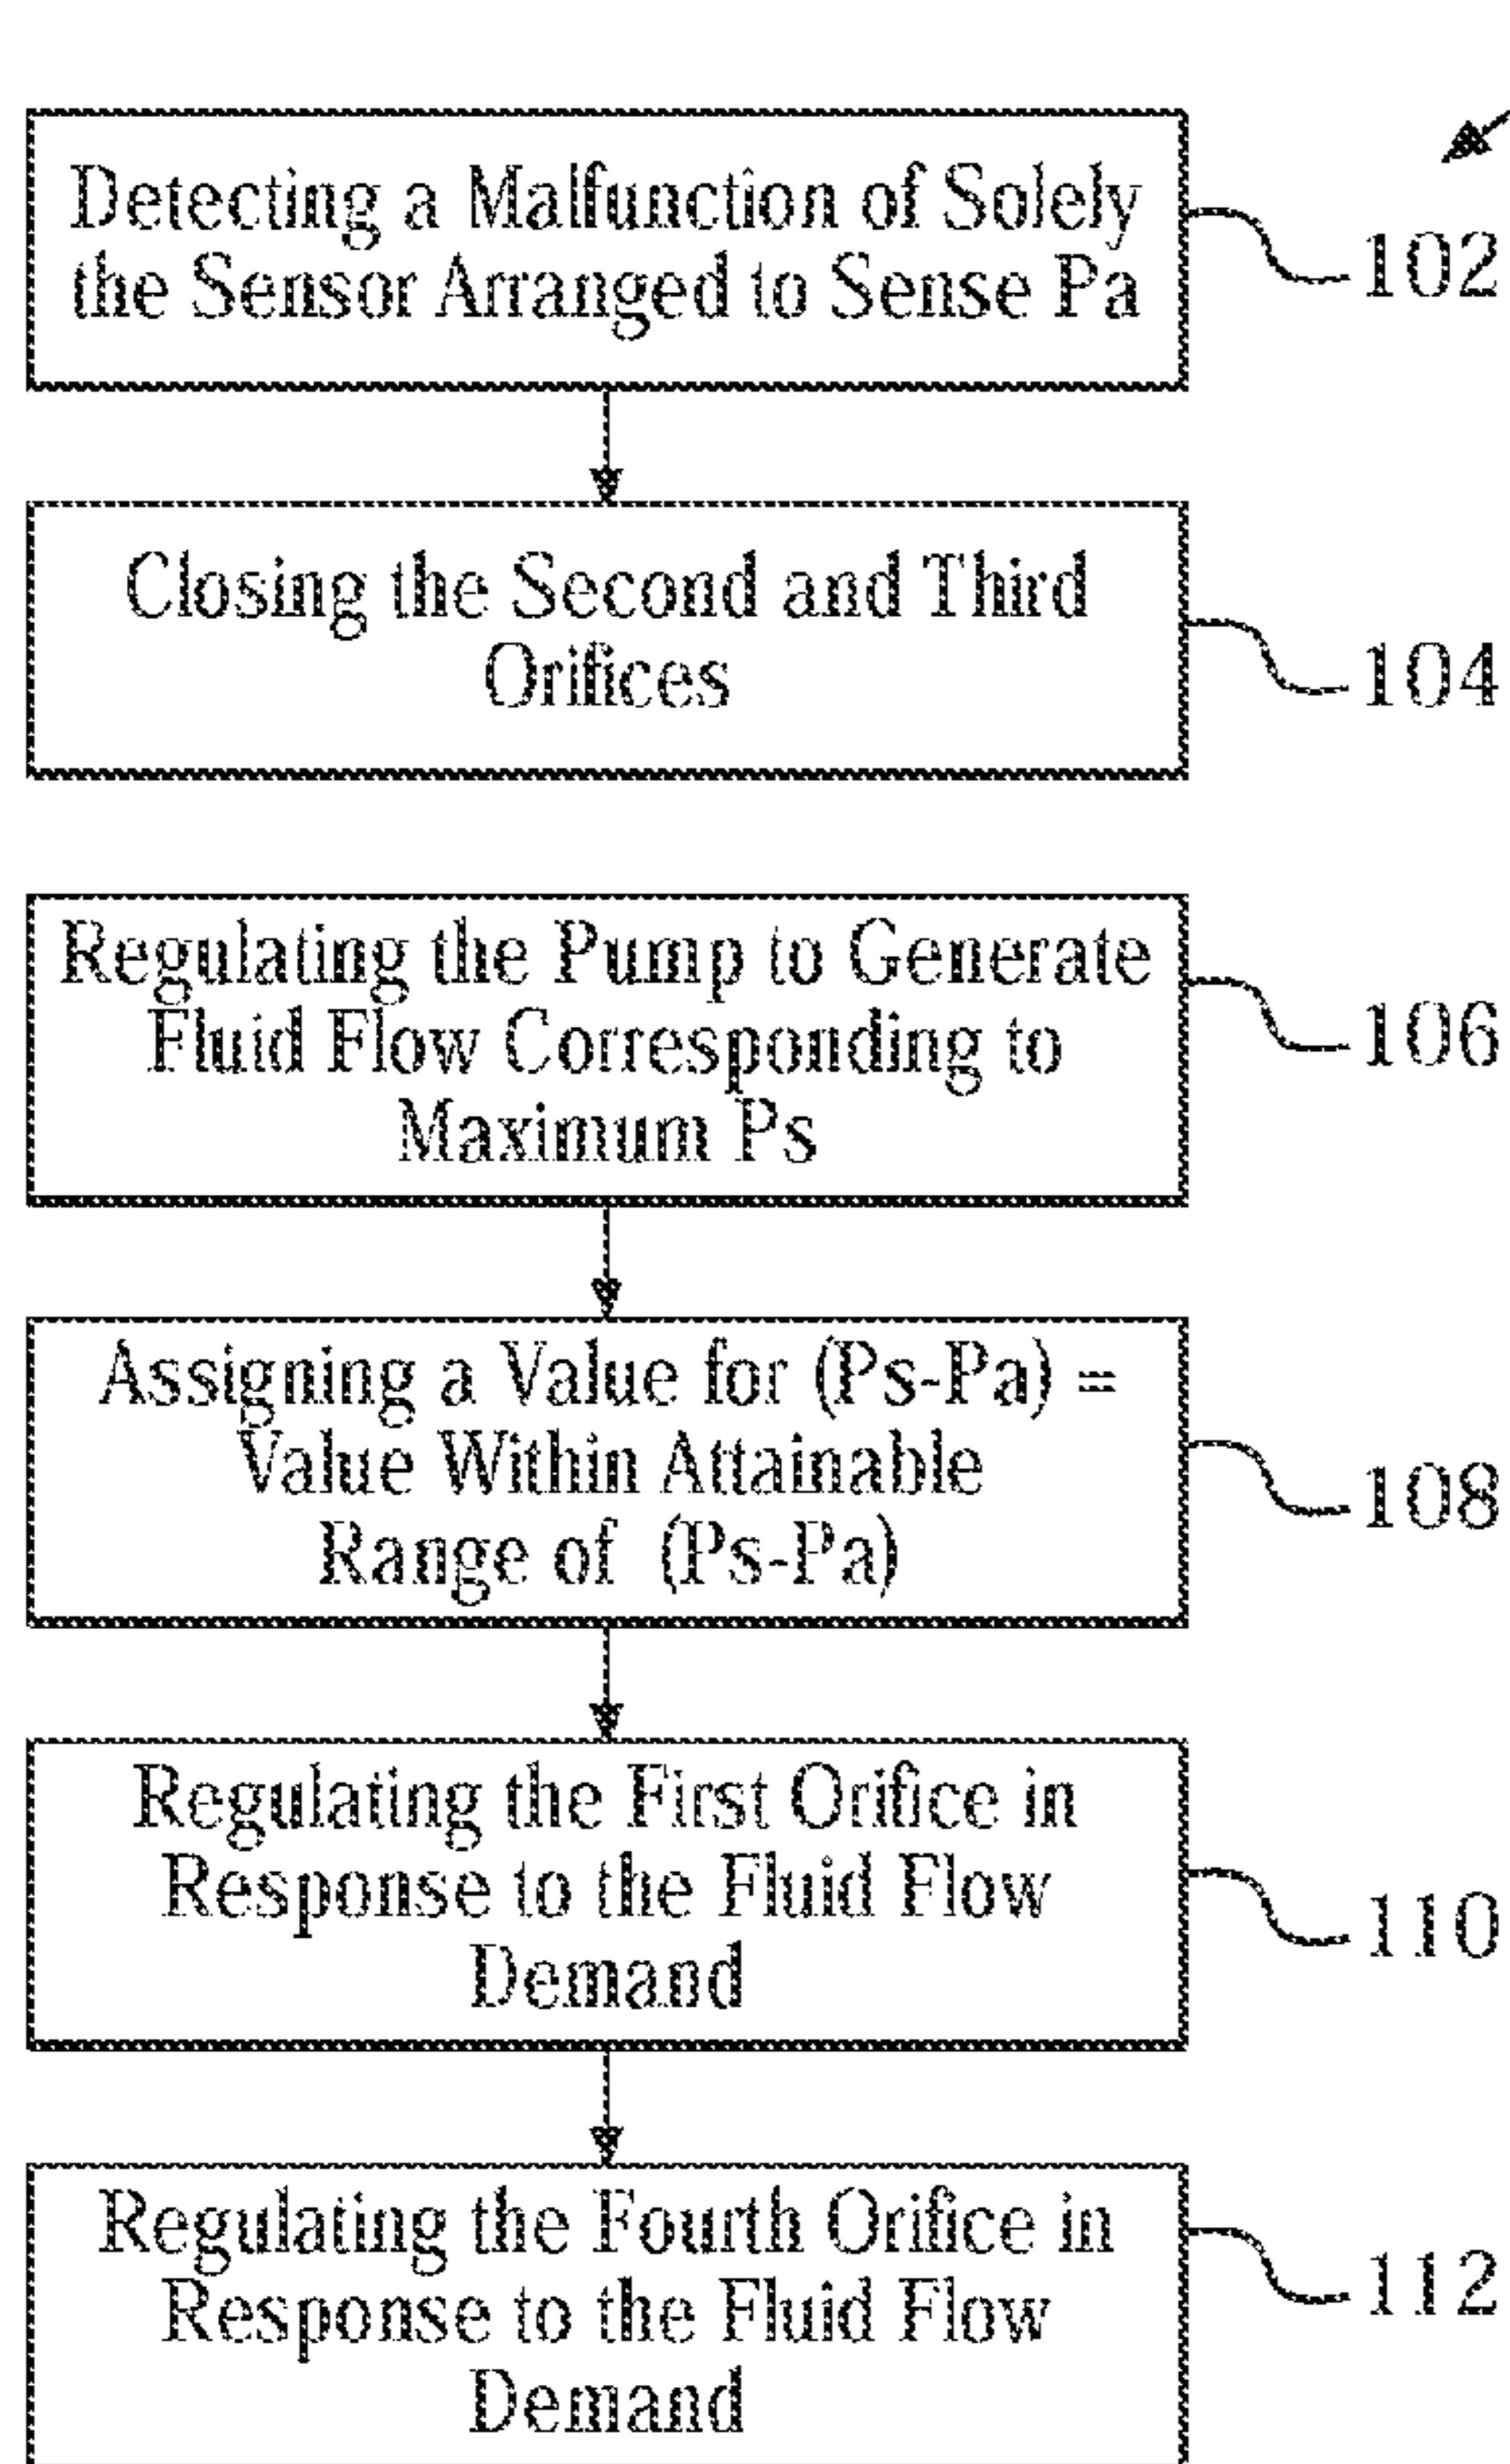 Detecting a Malfunction of Solely
the Sensor Arranged to Sense Pa
102
Closing the Second and Third
Orifices
104
Regulating the Pump to Generate
Fluid Flow Corresponding to
Maximum Ps
106
Assigning a Value for (Ps-Pa) =
Value Within Attainable
Range of (Ps-Pa)
108
Regulating the First Orifice in
Response to the Fluid Flow
Demand
110
Regulating the Fourth Orifice in
Response to the Fluid Flow
Demand
112